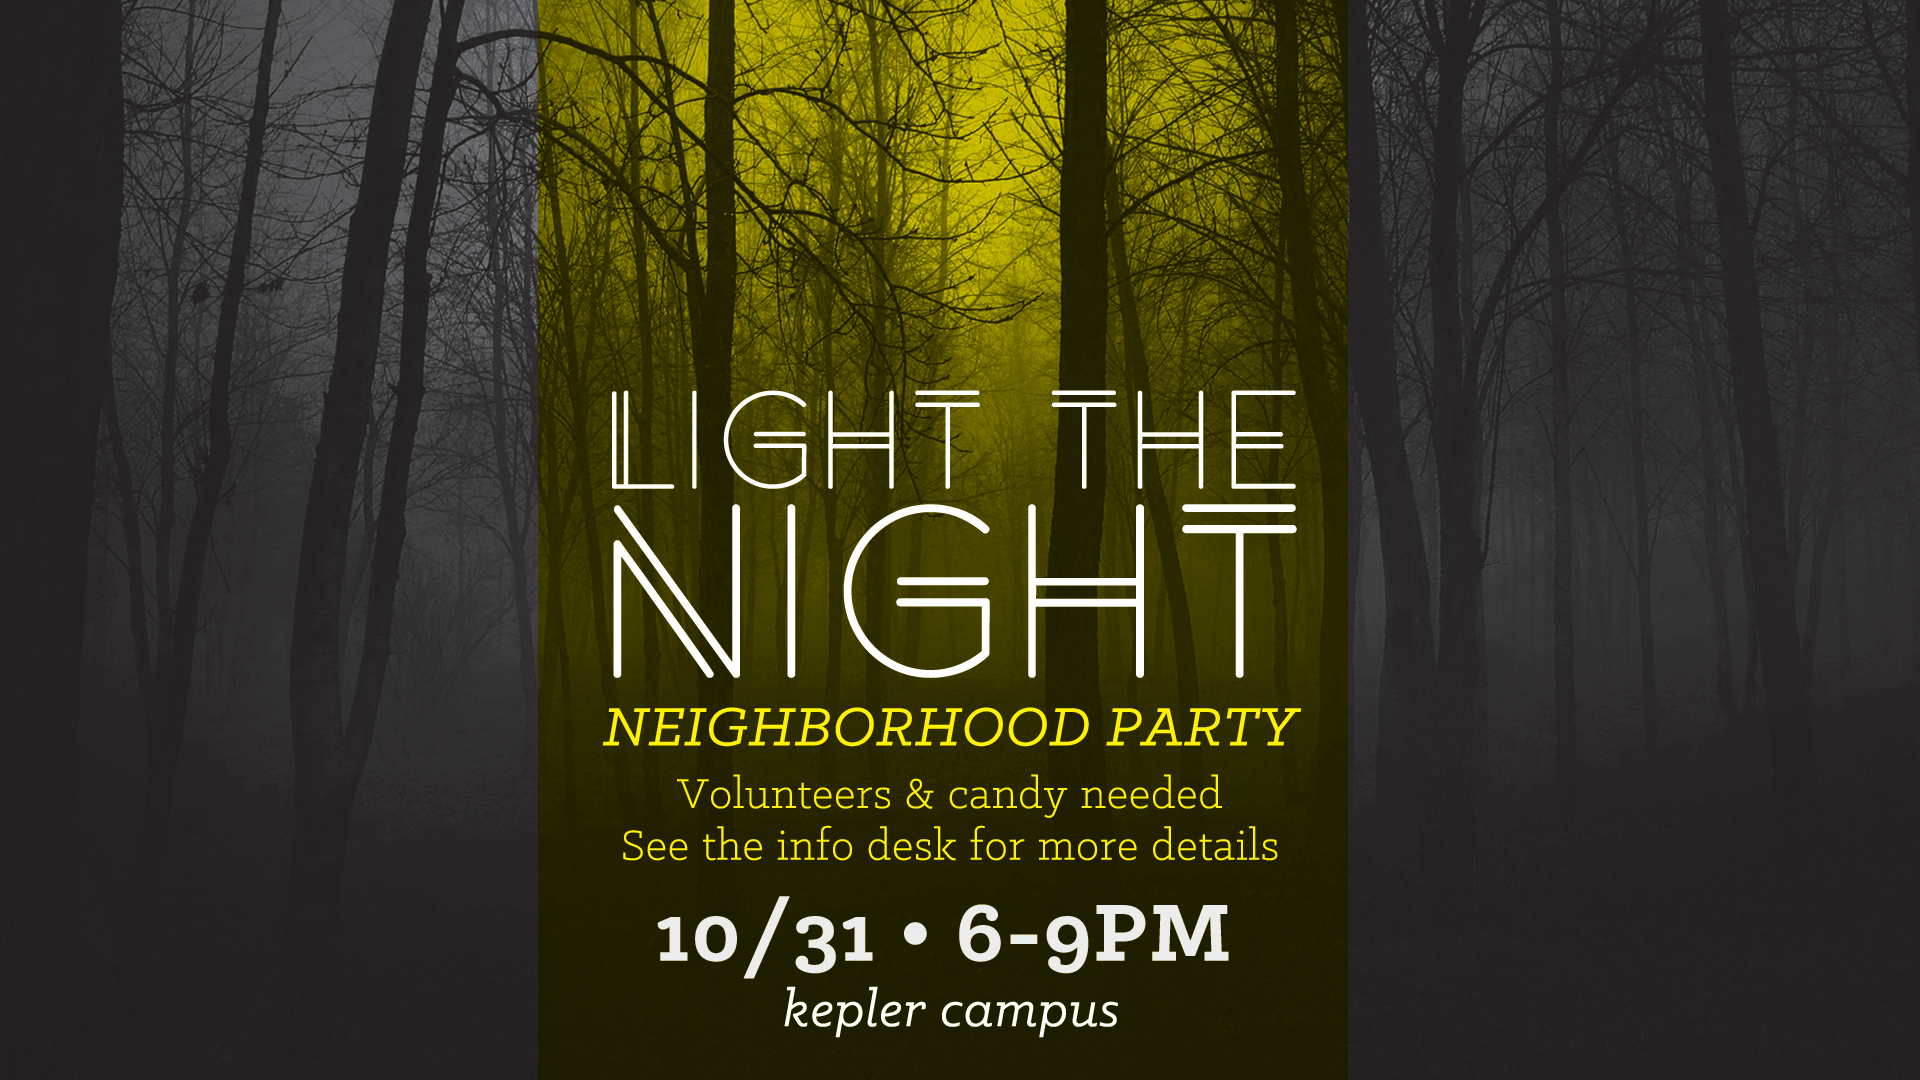 LIGHT THE
NIGHT
NEIGHBORHOOD PARTY
Volunteers & candy needed
See the info desk for more details
10/31 • 6-9PM
kepler campus